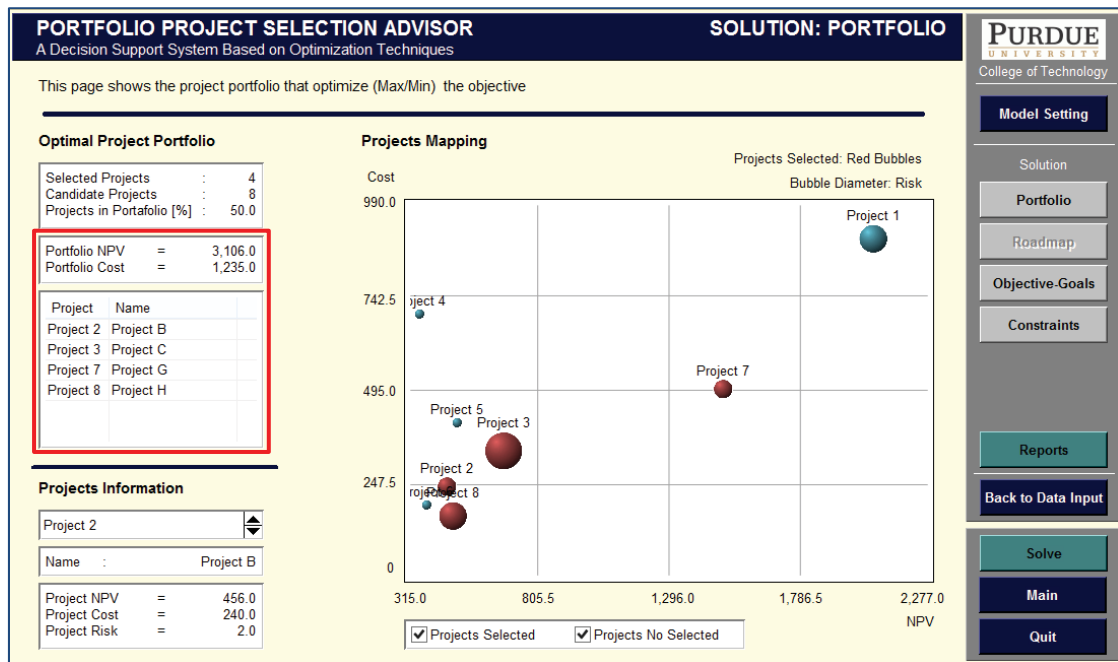 PORTFOLIO PROJECT SELECTION ADVISOR
A Decision Support System Based on Optimization Techniques
SOLUTION: PORTFOLIO
This page shows the project portfolio that optimize (Max/Min) the objective
Optimal Project Portfolio
Selected Projects : 4
Candidate Projects : 8
Projects in Portafolio [%] : 50.0
Portfolio NPV = 3,106.0
Portfolio Cost = 1,235.0
Project Name
Project 2 Project B
Project 3 Project C
Project 7 Project G
Project 8 Project H
Projects Information
Project 2
Name : Project B
Project NPV = 456.0
Project Cost = 240.0
Project Risk = 2.0
Projects Mapping
Projects Selected: Red Bubbles
Bubble Diameter: Risk
Cost
990.0
742.5
495.0
247.5
0
Project 1
oject 4
Project 7
Project 5
Project 3
Project 2
315.0 805.5 1,296.0 1,786.5 2,277.0
NPV
Projects Selected
Projects No Selected
PURDUE
UNIVERSITY
College of Technology
Model Setting
Solution
Portfolio
Roadmap
Objective-Goals
Constraints
Reports
Back to Data Input
Solve
Main
Quit